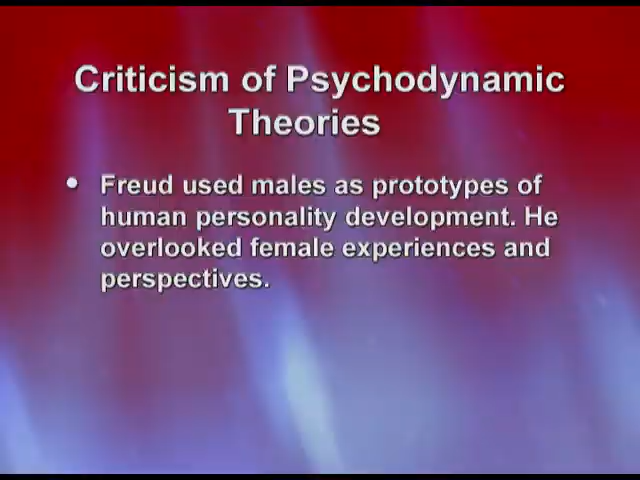 Criticism of Psychodynamic
Theories
• Freud used males as prototypes of
human personality development. He
overlooked female experiences and
perspectives.